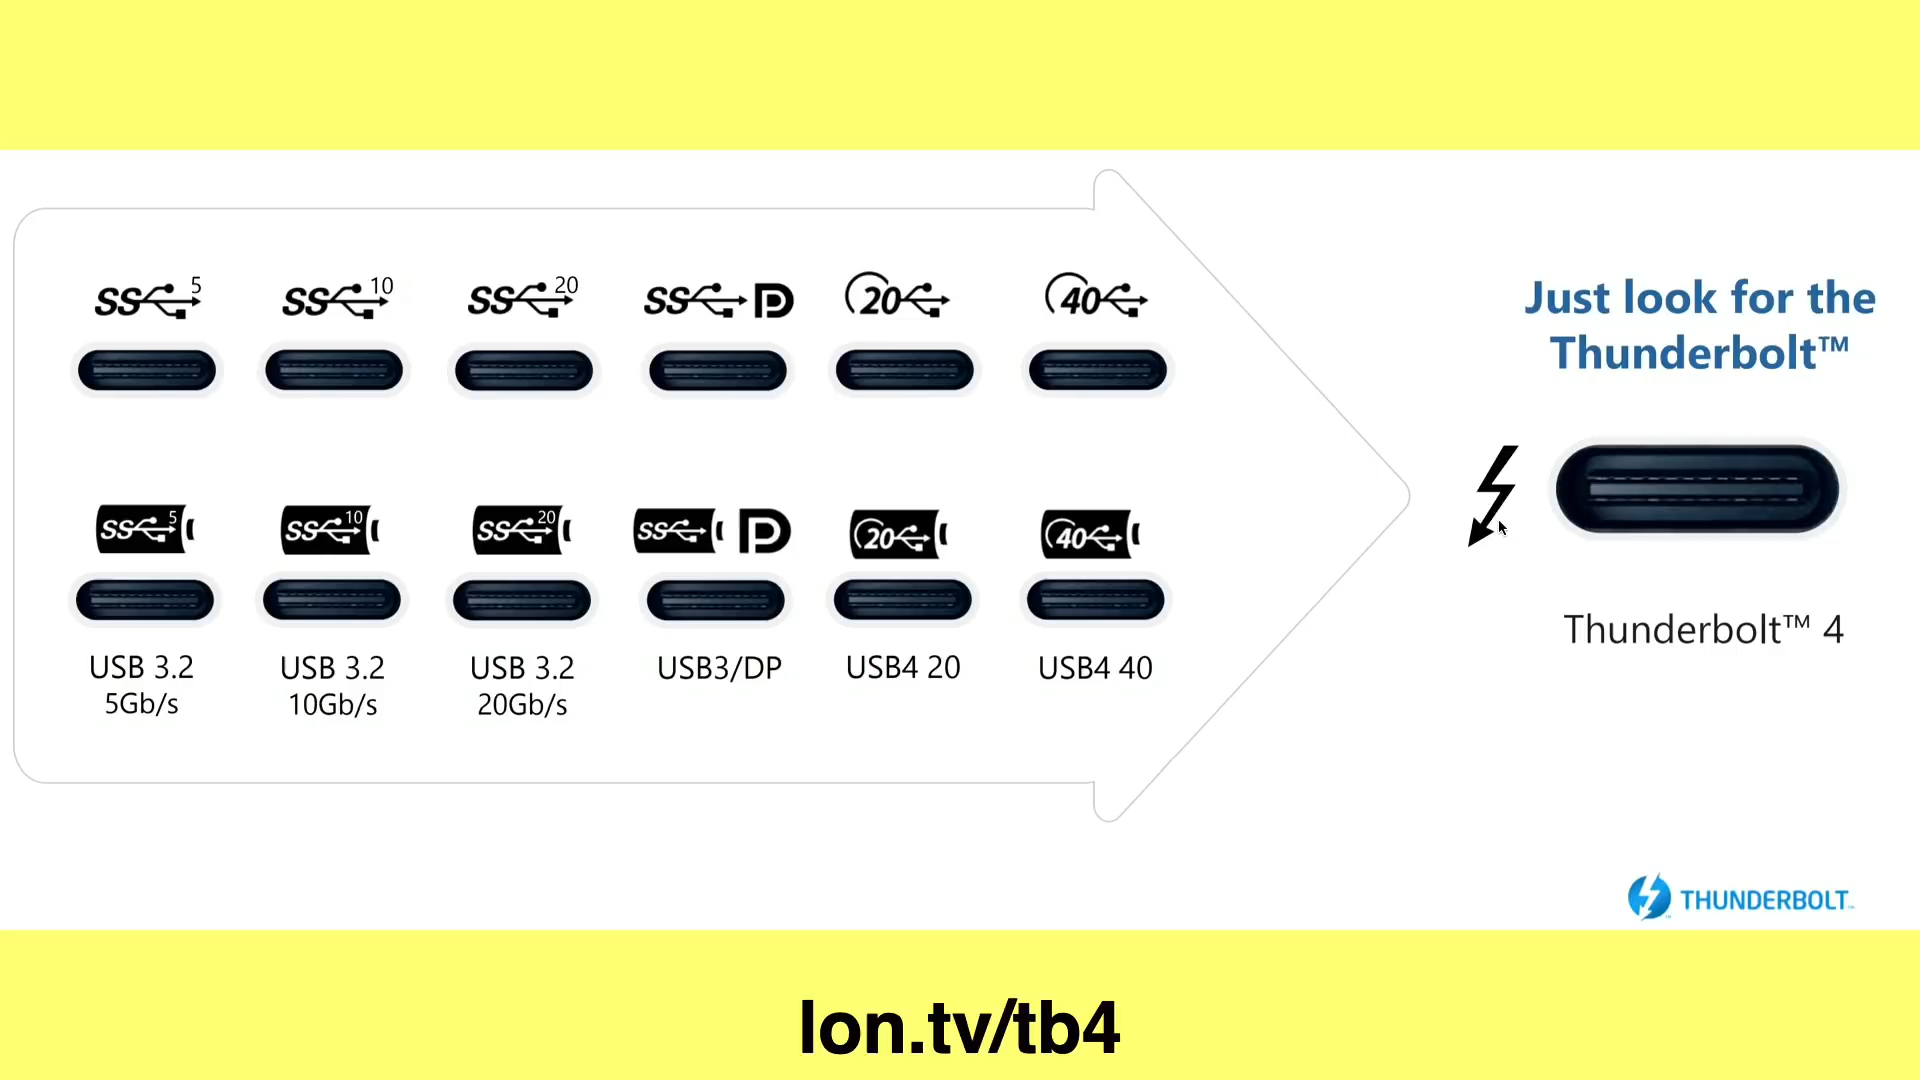 SS 5
SS 10
SS 20
SS D
20
40
Just look for the
Thunderbolt™
SS 5
SS 10
SS 20
SS D
20
40
USB 3.2
5Gb/s
USB 3.2
10Gb/s
USB 3.2
20Gb/s
USB3/DP
USB4 20
USB4 40
Thunderbolt™ 4
THUNDERBOLT™
lon.tv/tb4